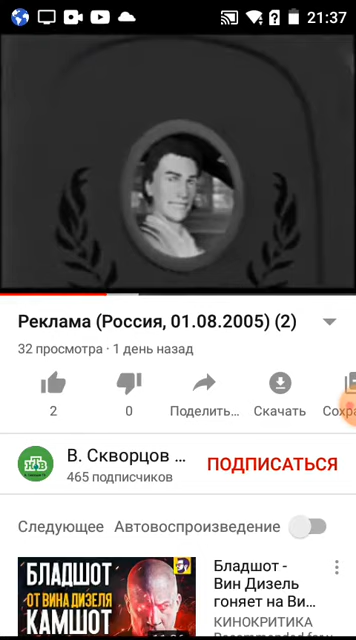 21:37
Реклама (Россия, 01.08.2005) (2)
32 просмотра · 1 день назад
2
0
Поделить...
Скачать
Сохра
НТВ
В. Скворцов ...
465 подписчиков
ПОДПИСАТЬСЯ
Следующее
Автовоспроизведение
БЛАДШОТ
ОТ ВИНА ДИЗЕЛЯ
КАМШОТ
Бладшот -
Вин Дизель
гоняет на Ви...
КИНОКРИТИКА